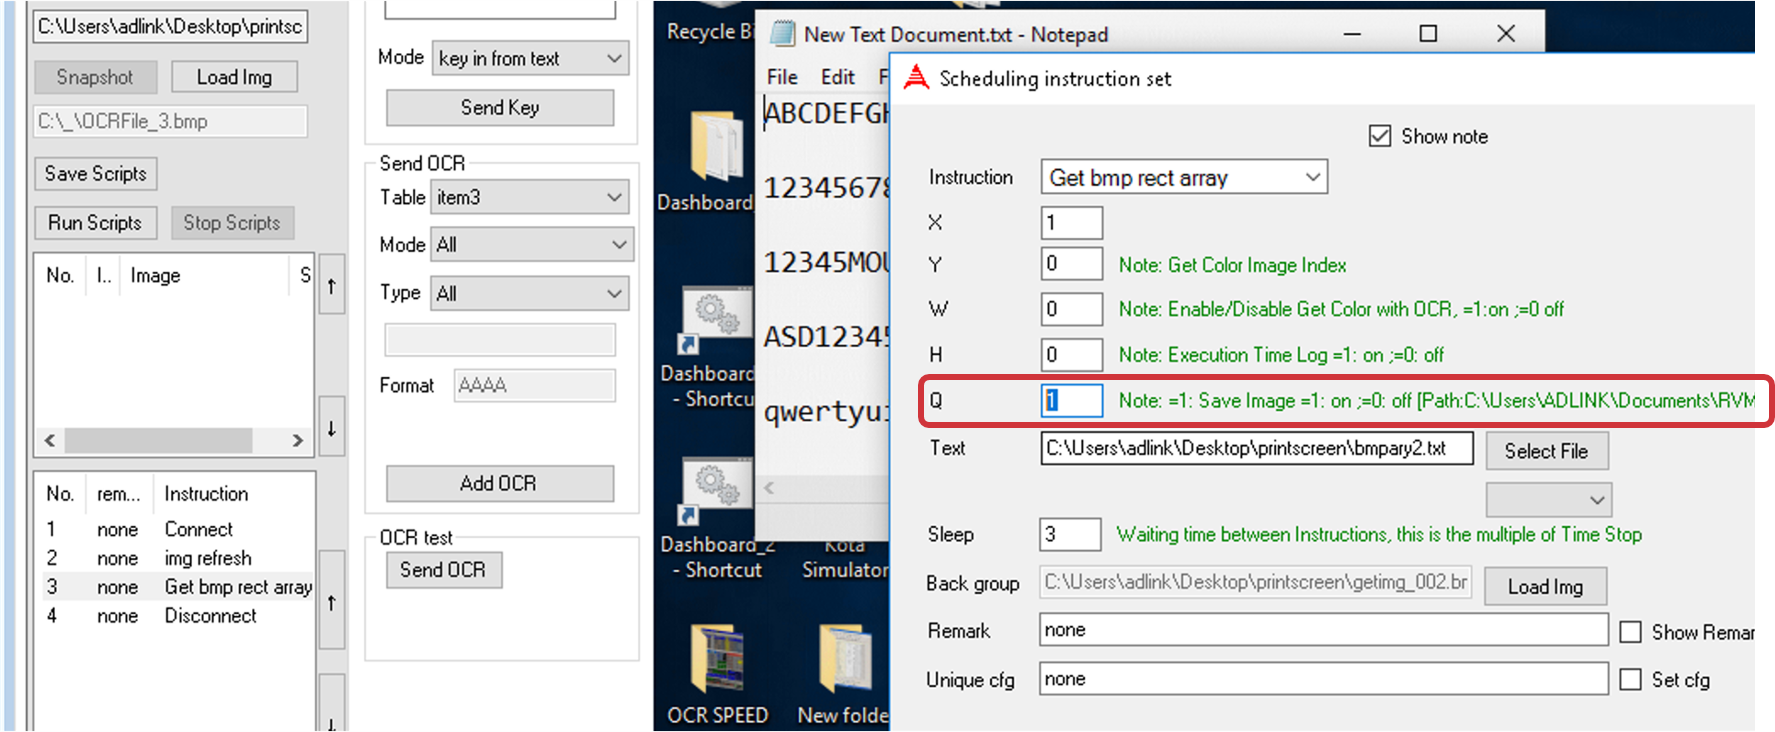 C:\Users\adlink\Desktop\printsc
Snapshot
Load Img
C:\_\OCRFile_3.bmp
Save Scripts
Run Scripts
Stop Scripts
No.
I..
Image
S
No.
rem...
Instruction
1 none Connect
2 none img refresh
3 none Get bmp rect array
4 none Disconnect
Mode
key in from text
Send Key
Send OCR
Table
item3
Mode
All
Type
All
Format
AAAA
Add OCR
OCR test
Send OCR
Recycle Bi
Dashboard_
Dashboard
- Shortcut
Dashboard_2
- Shortcut
Kota
Simulator
OCR SPEED
New folde
New Text Document.txt - Notepad
File Edit F
ABCDEFGH
12345678
12345MOU
ASD12345
qwertyui
Scheduling instruction set
Show note
Instruction
Get bmp rect array
X
1
Y
0
Note: Get Color Image Index
W
0
Note: Enable/Disable Get Color with OCR, =1:on ;=0 off
H
0
Note: Execution Time Log =1: on ;=0: off
Q
1
Note: =1: Save Image =1: on ;=0: off [Path:C:\Users\ADLINK\Documents\RVM
Text
C:\Users\adlink\Desktop\printscreen\bmpary2.txt
Select File
Sleep
3
Waiting time between Instructions, this is the multiple of Time Stop
Back group
C:\Users\adlink\Desktop\printscreen\getimg_002.br
Load Img
Remark
none
Show Remar
Unique cfg
none
Set cfg